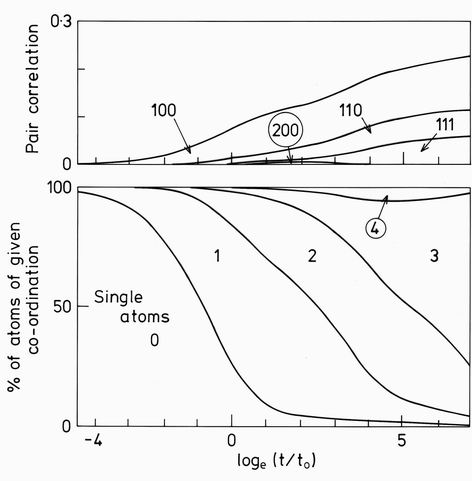 0·3
Pair correlation
100
200
110
111
0
100
% of atoms of given
co-ordination
50
Single
atoms
0
1
2
3
4
0
-4
0
5
logₑ (t/t₀)